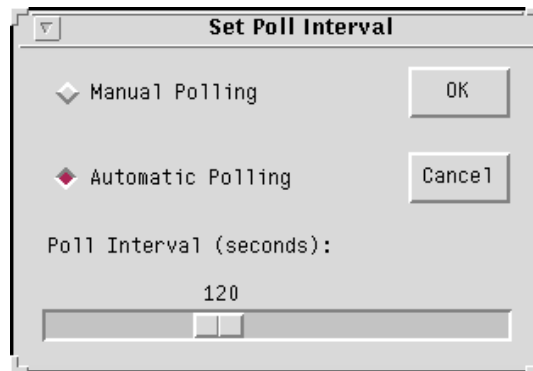 Set Poll Interval
Manual Polling
OK
Automatic Polling
Cancel
Poll Interval (seconds):
120